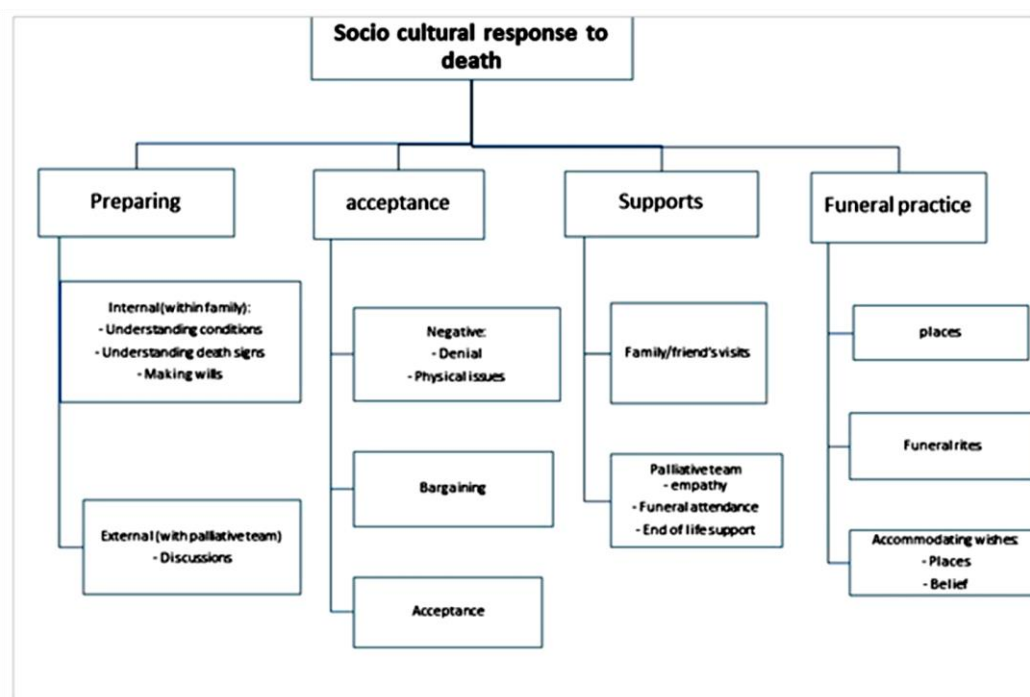 Socio cultural response to
death
Preparing
acceptance
Supports
Funeral practice
Internal (within family):
- Understanding conditions
- Understanding death signs
- Making wills
External (with palliative team)
- Discussions
Negative:
- Denial
- Physical issues
Bargaining
Acceptance
Family/friend's visits
Palliative team
- empathy
- Funeral attendance
- End of life support
places
Funeral rites
Accommodating wishes:
- Places
- Belief